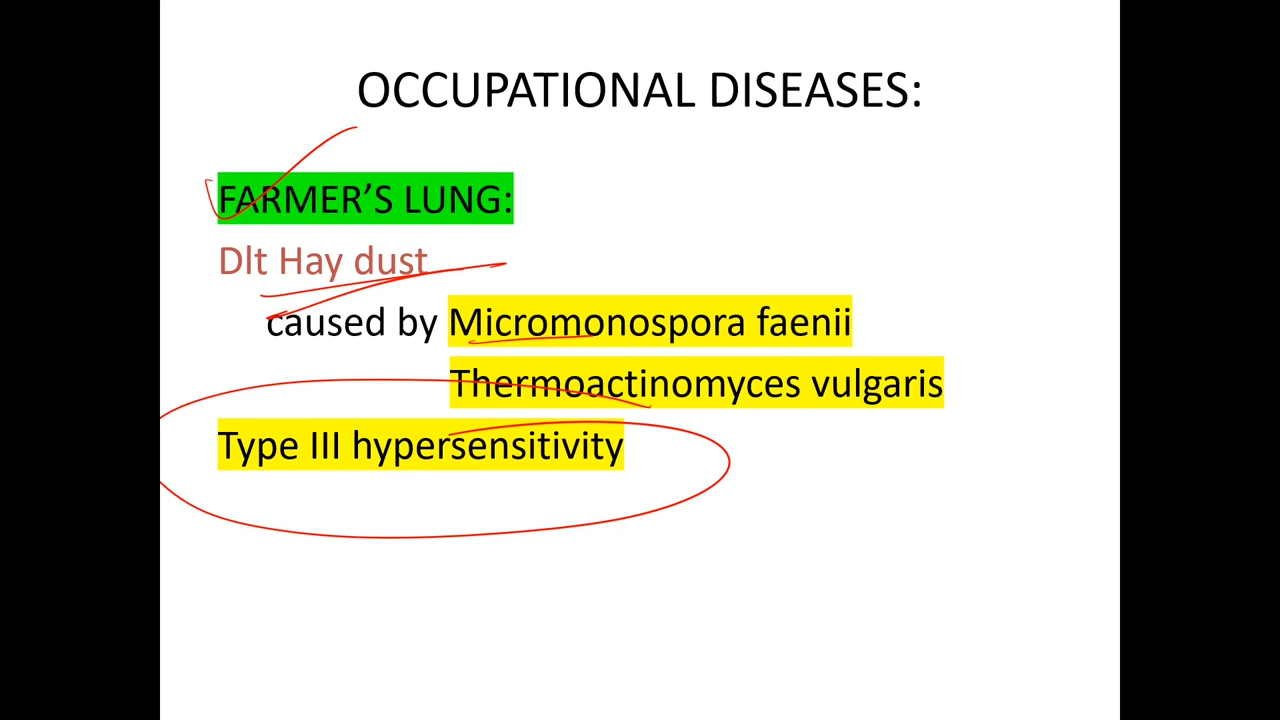 OCCUPATIONAL DISEASES:
FARMER’S LUNG:
Dlt Hay dust
caused by Micromonospora faenii
Thermoactinomyces vulgaris
Type III hypersensitivity